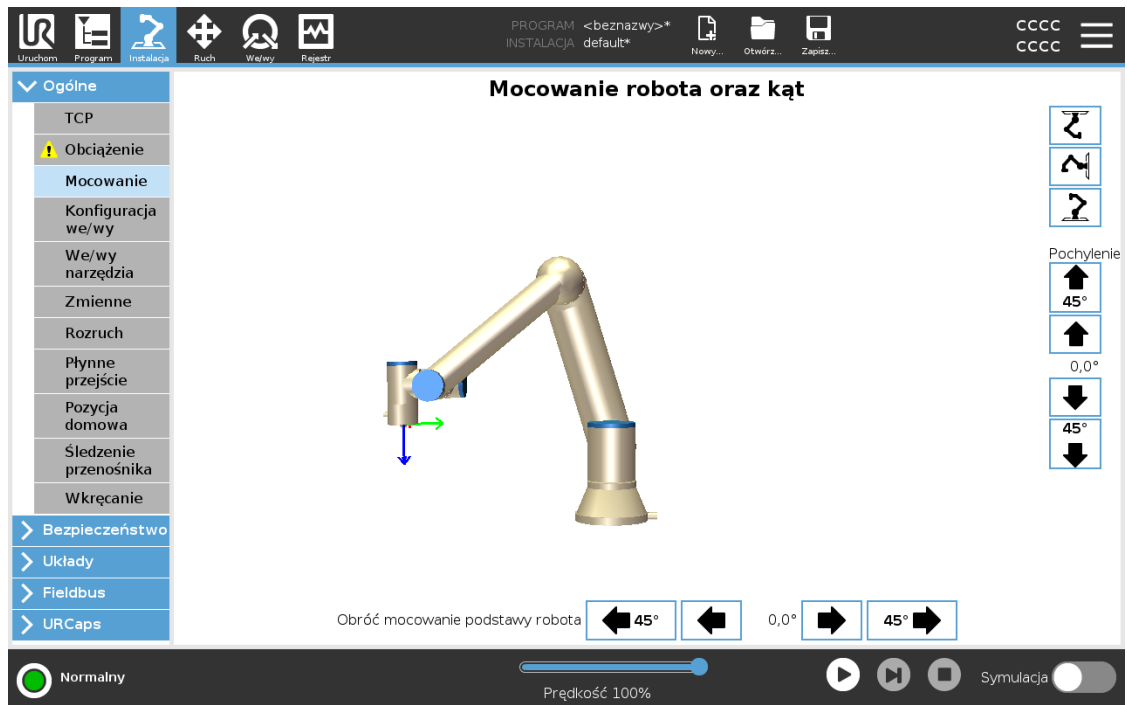 PROGRAM <beznazwy>*
INSTALACJA default*
Uruchom Program Instalacja Ruch We/wy Rejestr
Nowy... Otwórz... Zapisz...
CCCC
CCCC
Ogólne
TCP
Obciążenie
Mocowanie
Konfiguracja
we/wy
We/wy
narzędzia
Zmienne
Rozruch
Płynne
przejście
Pozycja
domowa
Śledzenie
przenośnika
Wkręcanie
Bezpieczeństwo
Układy
Fieldbus
URCaps
Mocowanie robota oraz kąt
Pochylenie
45°
0,0°
45°
Obróć mocowanie podstawy robota 45° 0,0° 45°
Normalny
Prędkość 100%
Symulacja